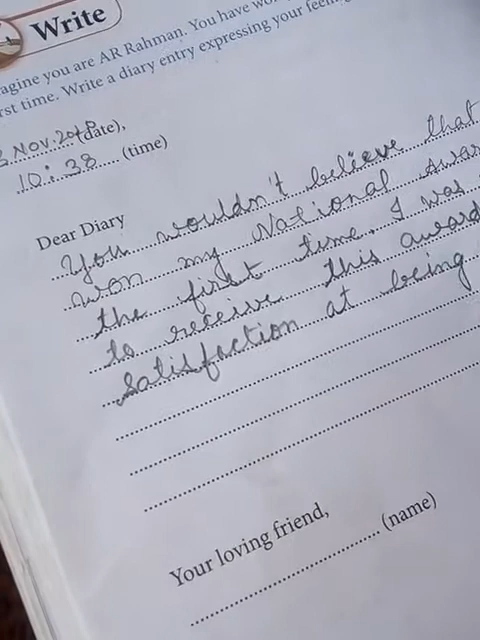 Write
agine you are AR Rahman. You have wo
rst time. Write a diary entry expressing your feelin
Nov. 2018 (date),
10:38 (time)
Dear Diary
You wouldn't believe that
won my National Awar
the first time. I was
to receive this award
satisfaction at being
Your loving friend,
(name)